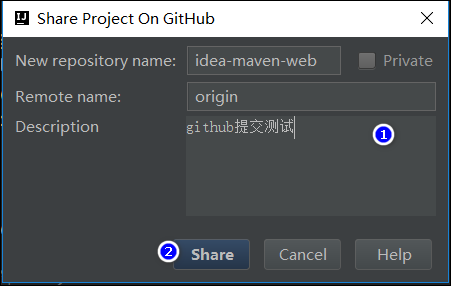 Share Project On GitHub
New repository name: idea-maven-web Private
Remote name: origin
Description github提交测试
1
2 Share Cancel Help